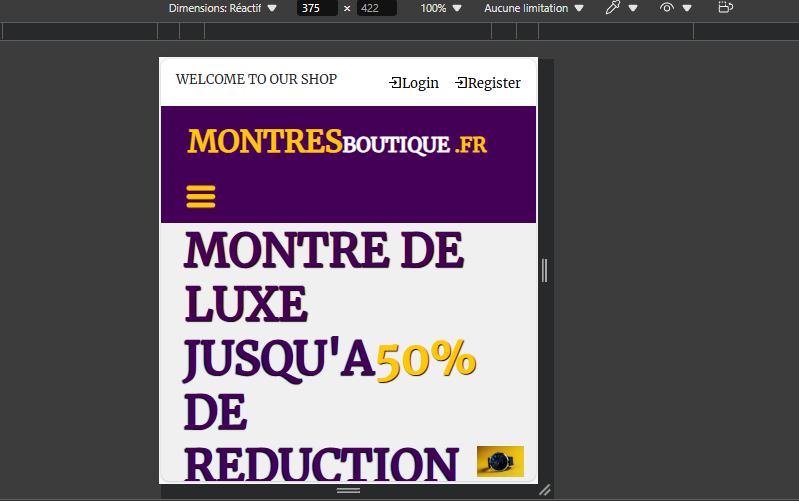 Dimensions: Réactif 375 × 422 100% Aucune limitation
WELCOME TO OUR SHOP Login Register
MONTRESBOUTIQUE .FR
MONTRE DE
LUXE
JUSQU'A50%
DE
REDUCTION